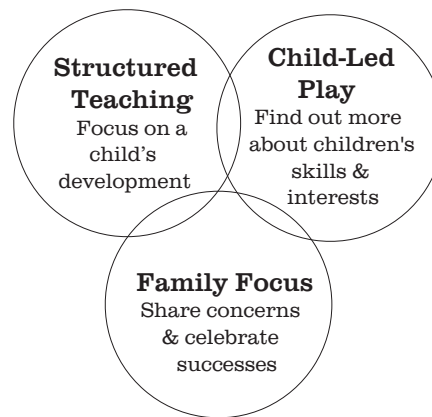 Structured
Teaching
Focus on a
child’s
development
Child-Led
Play
Find out more
about children's
skills &
interests
Family Focus
Share concerns
& celebrate
successes